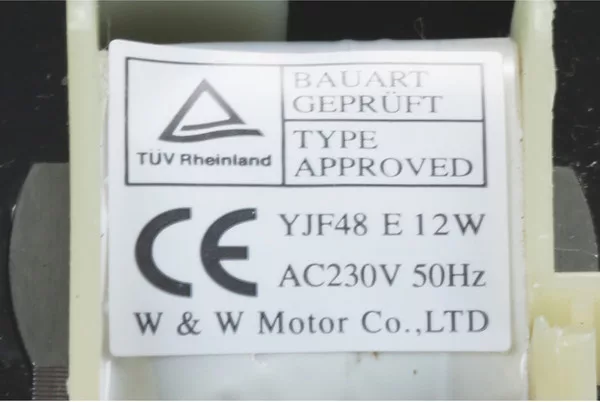 TÜV Rheinland
BAUART
GEPRÜFT
TYPE
APPROVED
CE
YJF48 E 12W
AC230V 50Hz
W & W Motor Co.,LTD